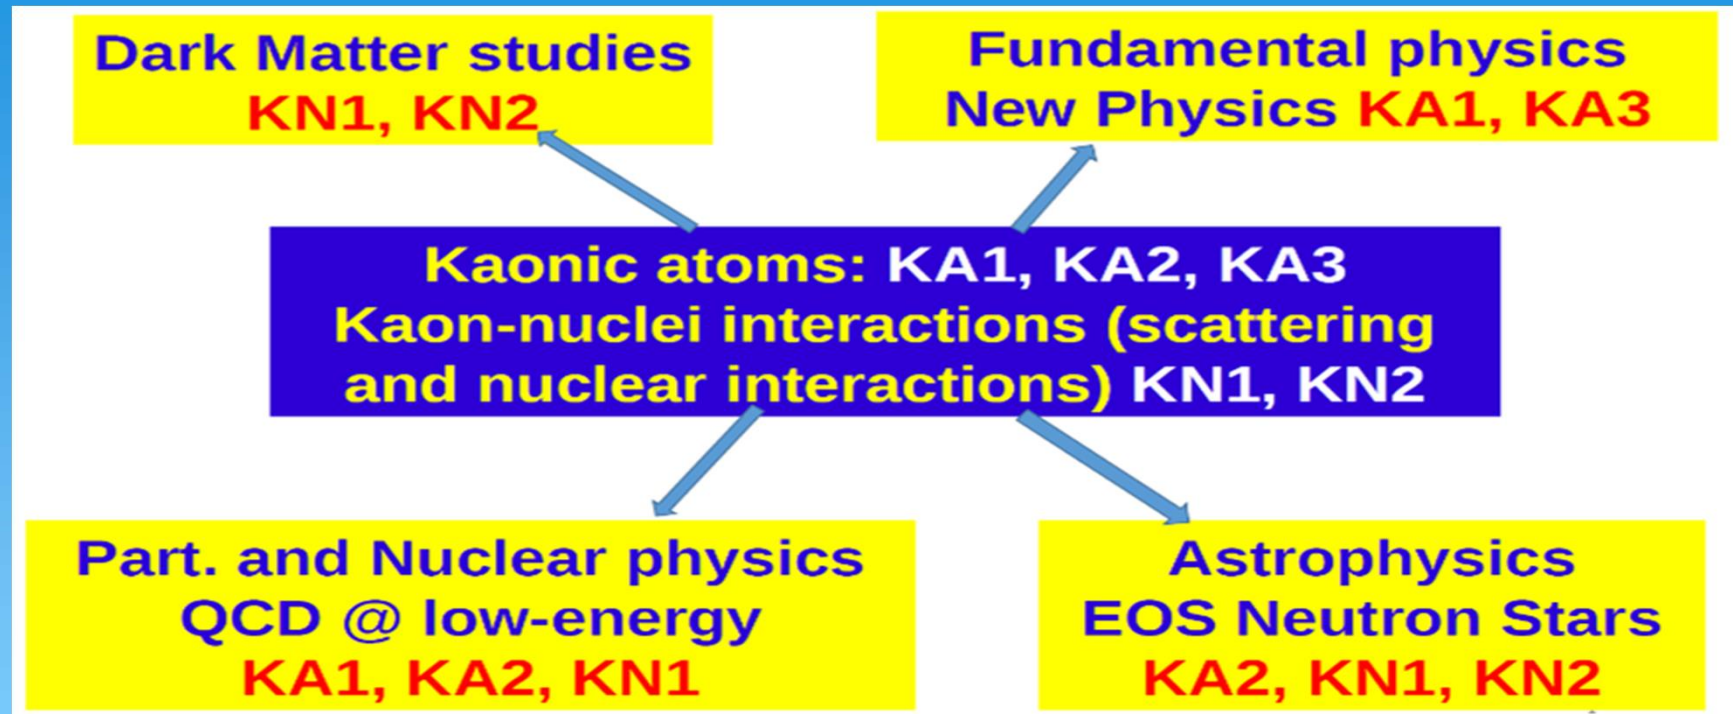 Dark Matter studies
KN1, KN2
Fundamental physics
New Physics KA1, KA3
Kaonic atoms: KA1, KA2, KA3
Kaon-nuclei interactions (scattering
and nuclear interactions) KN1, KN2
Part. and Nuclear physics
QCD @ low-energy
KA1, KA2, KN1
Astrophysics
EOS Neutron Stars
KA2, KN1, KN2